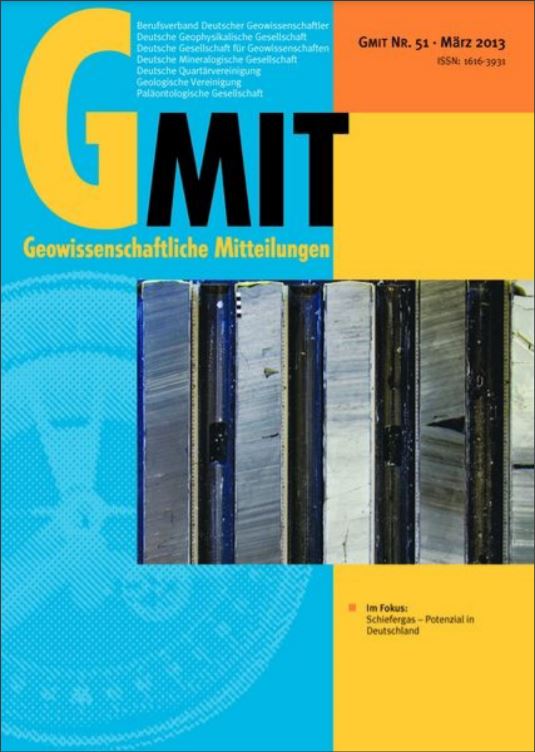 Berufsverband Deutscher Geowissenschaftler
Deutsche Geophysikalische Gesellschaft
Deutsche Gesellschaft für Geowissenschaften
Deutsche Mineralogische Gesellschaft
Deutsche Quartärvereinigung
Geologische Vereinigung
Paläontologische Gesellschaft
GMIT NR. 51 · März 2013
ISSN: 1616-3931
GMIT
Geowissenschaftliche Mitteilungen
Im Fokus:
Schiefergas – Potenzial in
Deutschland